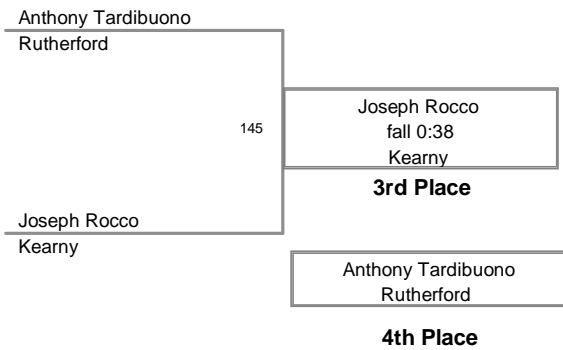 Anthony Tardibuono
Rutherford
145
Joseph Rocco
fall 0:38
Kearny
3rd Place
Joseph Rocco
Kearny
Anthony Tardibuono
Rutherford
4th Place